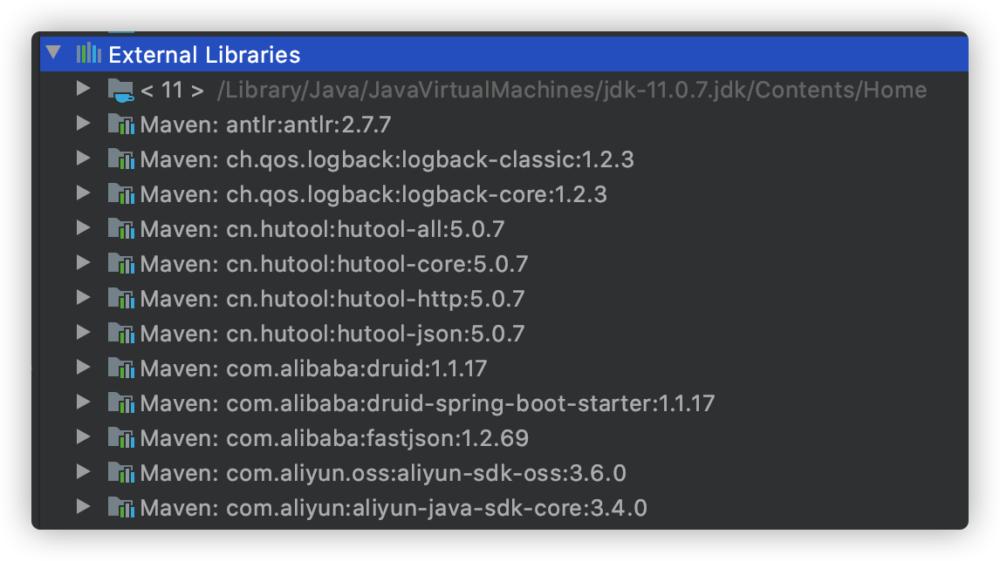 External Libraries
< 11 > /Library/Java/JavaVirtualMachines/jdk-11.0.7.jdk/Contents/Home
Maven: antlr:antlr:2.7.7
Maven: ch.qos.logback:logback-classic:1.2.3
Maven: ch.qos.logback:logback-core:1.2.3
Maven: cn.hutool:hutool-all:5.0.7
Maven: cn.hutool:hutool-core:5.0.7
Maven: cn.hutool:hutool-http:5.0.7
Maven: cn.hutool:hutool-json:5.0.7
Maven: com.alibaba:druid:1.1.17
Maven: com.alibaba:druid-spring-boot-starter:1.1.17
Maven: com.alibaba:fastjson:1.2.69
Maven: com.aliyun.oss:aliyun-sdk-oss:3.6.0
Maven: com.aliyun:aliyun-java-sdk-core:3.4.0